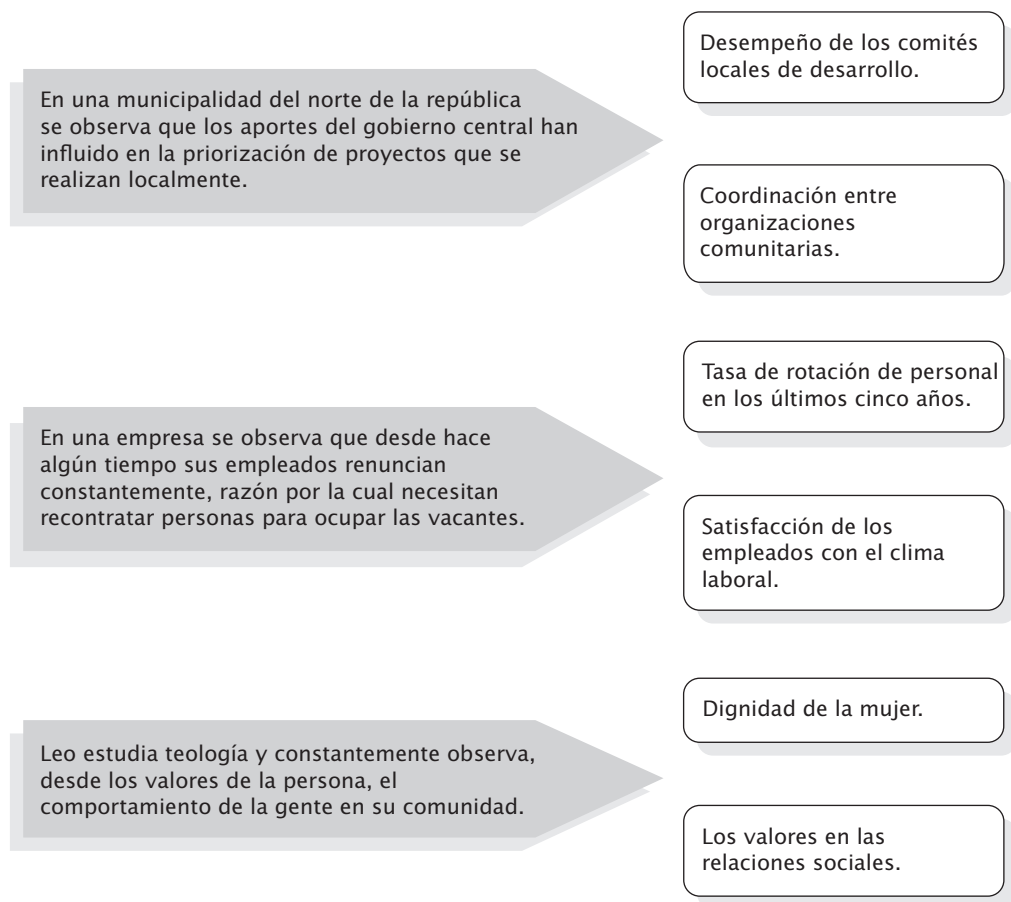 Desempeño de los comités
locales de desarrollo.
En una municipalidad del norte de la república
se observa que los aportes del gobierno central han
influido en la priorización de proyectos que se
realizan localmente.
Coordinación entre
organizaciones
comunitarias.
Tasa de rotación de personal
en los últimos cinco años.
En una empresa se observa que desde hace
algún tiempo sus empleados renuncian
constantemente, razón por la cual necesitan
recontratar personas para ocupar las vacantes.
Satisfacción de los
empleados con el clima
laboral.
Dignidad de la mujer.
Leo estudia teología y constantemente observa,
desde los valores de la persona, el
comportamiento de la gente en su comunidad.
Los valores en las
relaciones sociales.